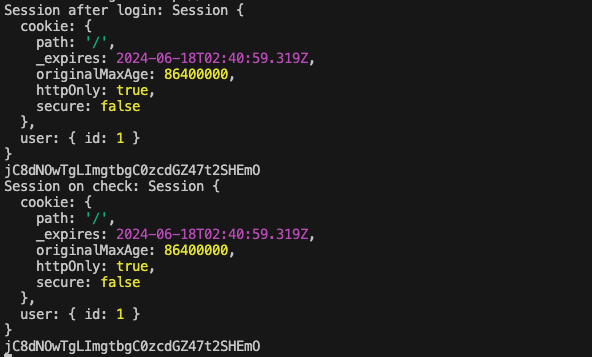 Session after login: Session {
  cookie: {
    path: '/',
    _expires: 2024-06-18T02:40:59.319Z,
    originalMaxAge: 86400000,
    httpOnly: true,
    secure: false
  },
  user: { id: 1 }
}
jC8dNOwTgLImgtbgC0zcdGZ47t2SHEmO
Session on check: Session {
  cookie: {
    path: '/',
    _expires: 2024-06-18T02:40:59.319Z,
    originalMaxAge: 86400000,
    httpOnly: true,
    secure: false
  },
  user: { id: 1 }
}
jC8dNOwTgLImgtbgC0zcdGZ47t2SHEmO